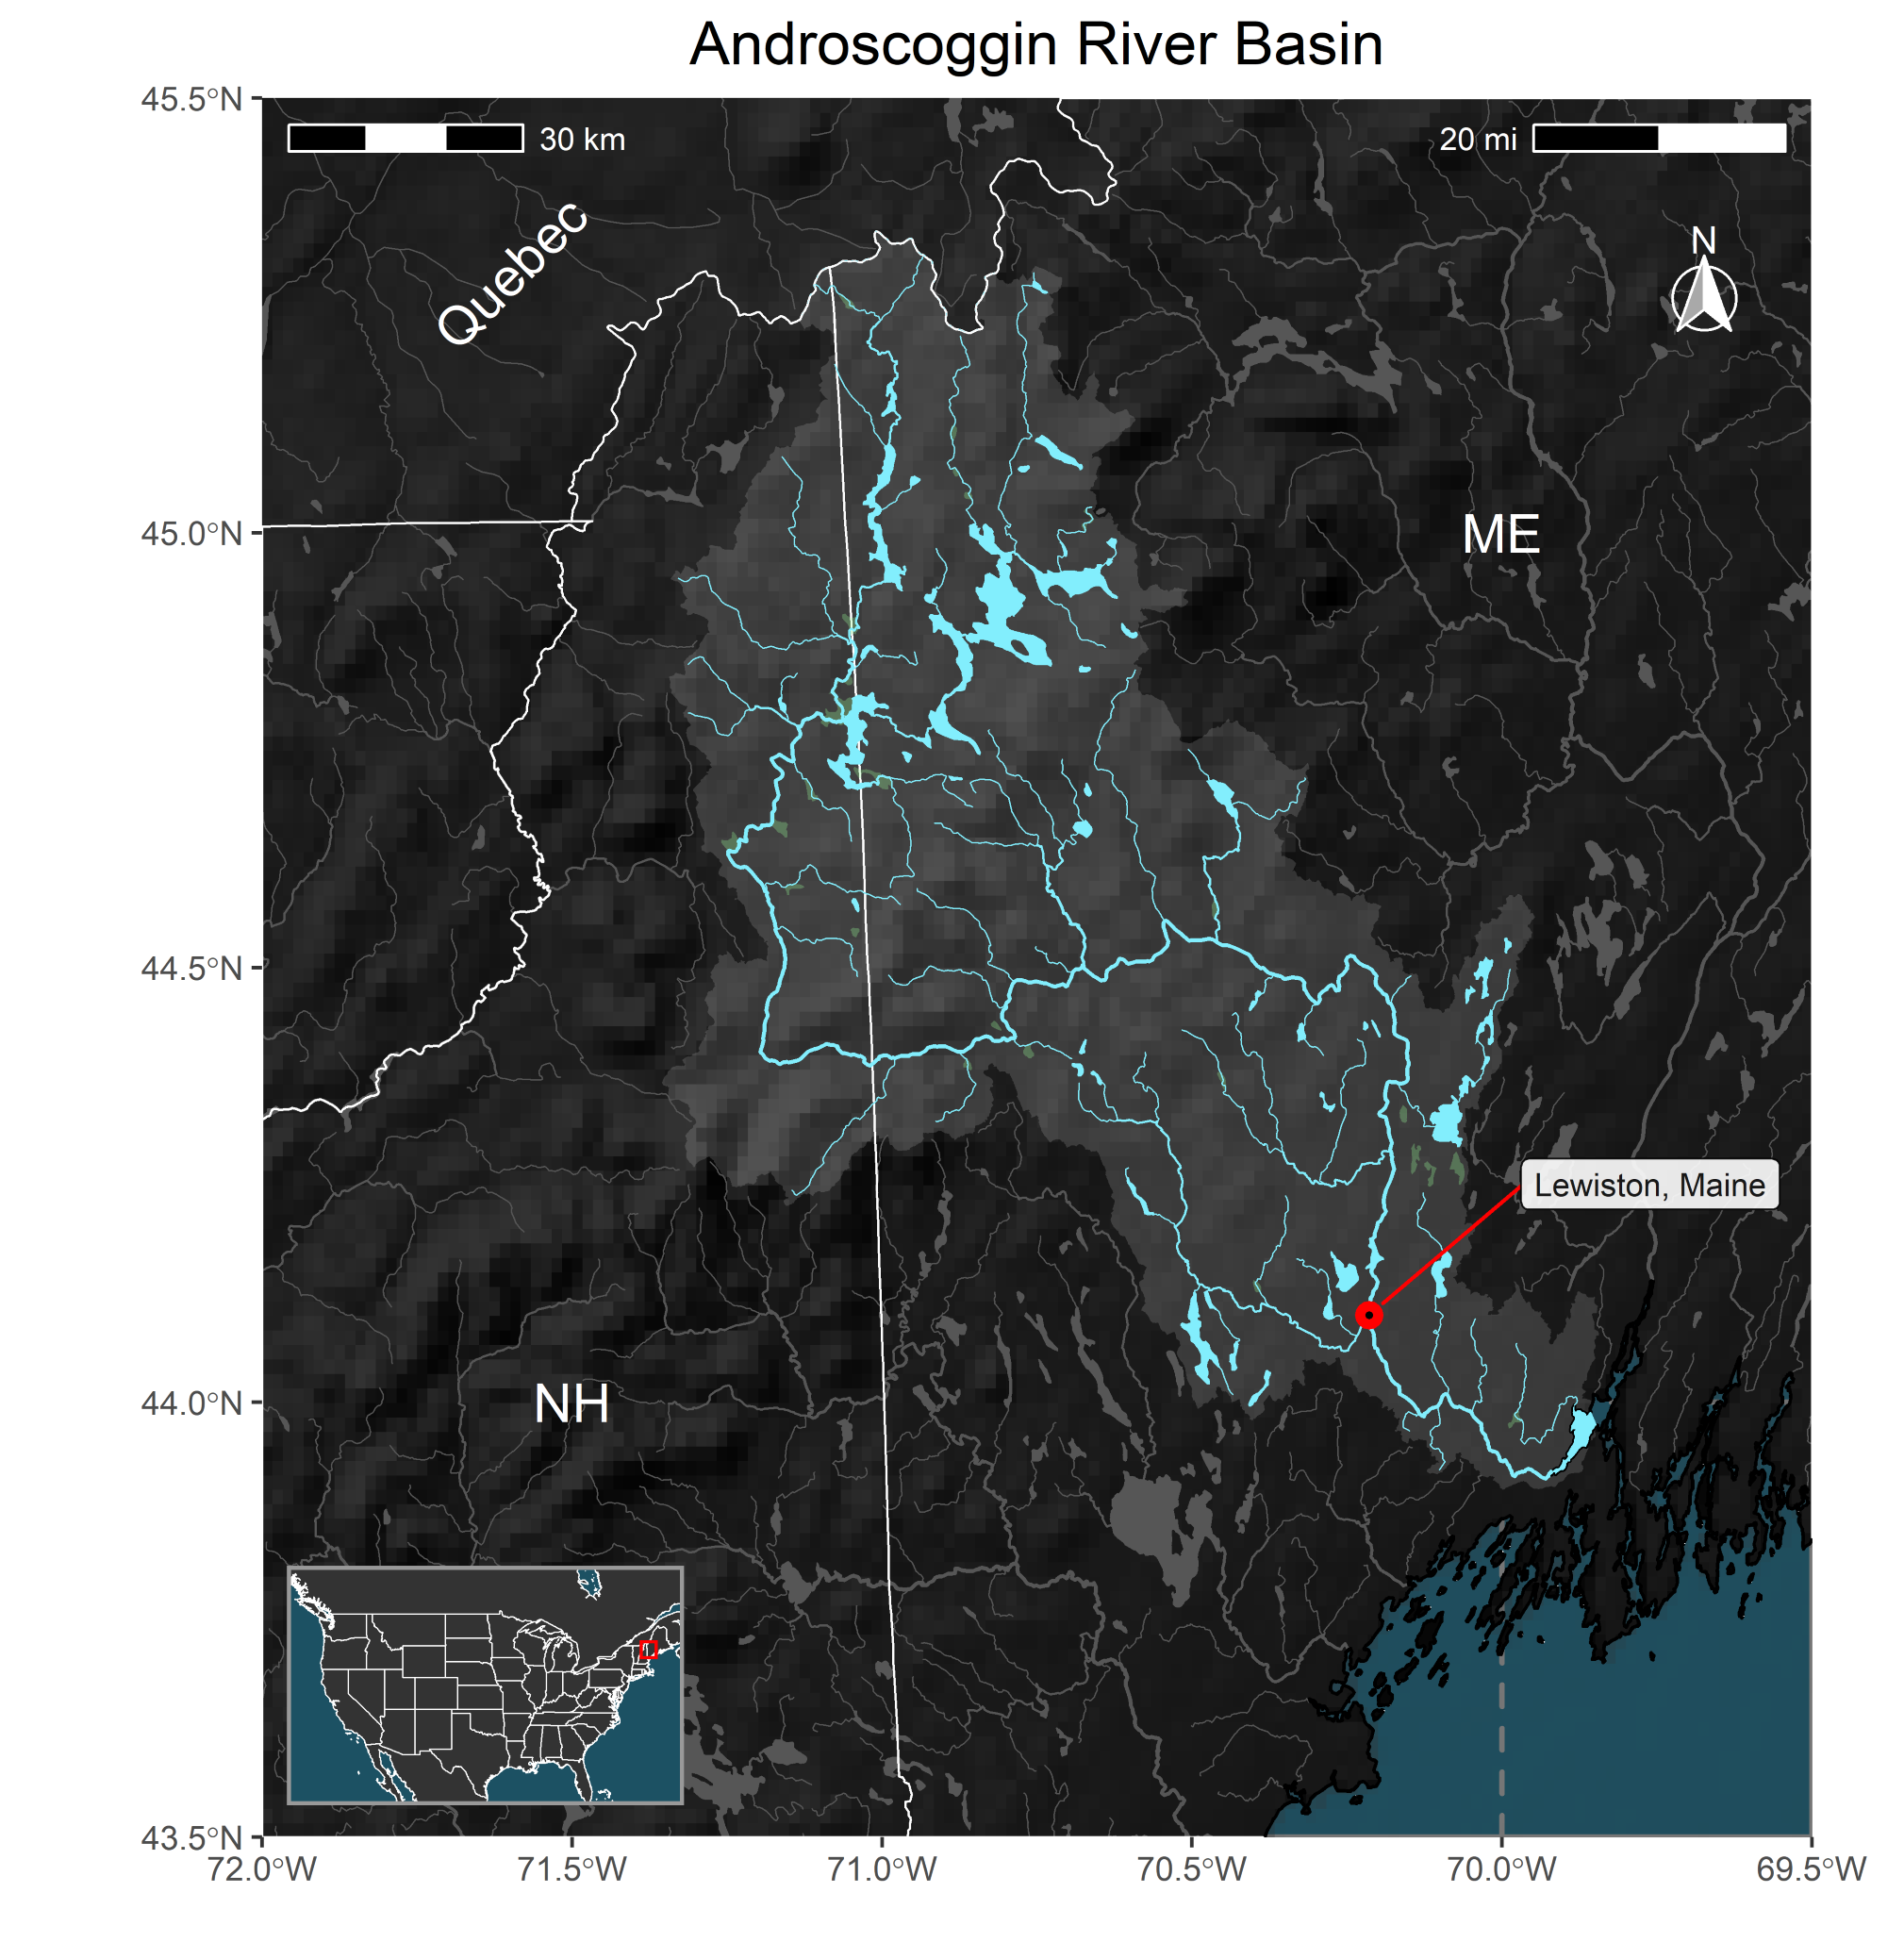 Androscoggin River Basin
45.5°N
30 km
20 mi
Quebec
N
45.0°N
ME
44.5°N
Lewiston, Maine
44.0°N
NH
43.5°N
72.0°W
71.5°W
71.0°W
70.5°W
70.0°W
69.5°W